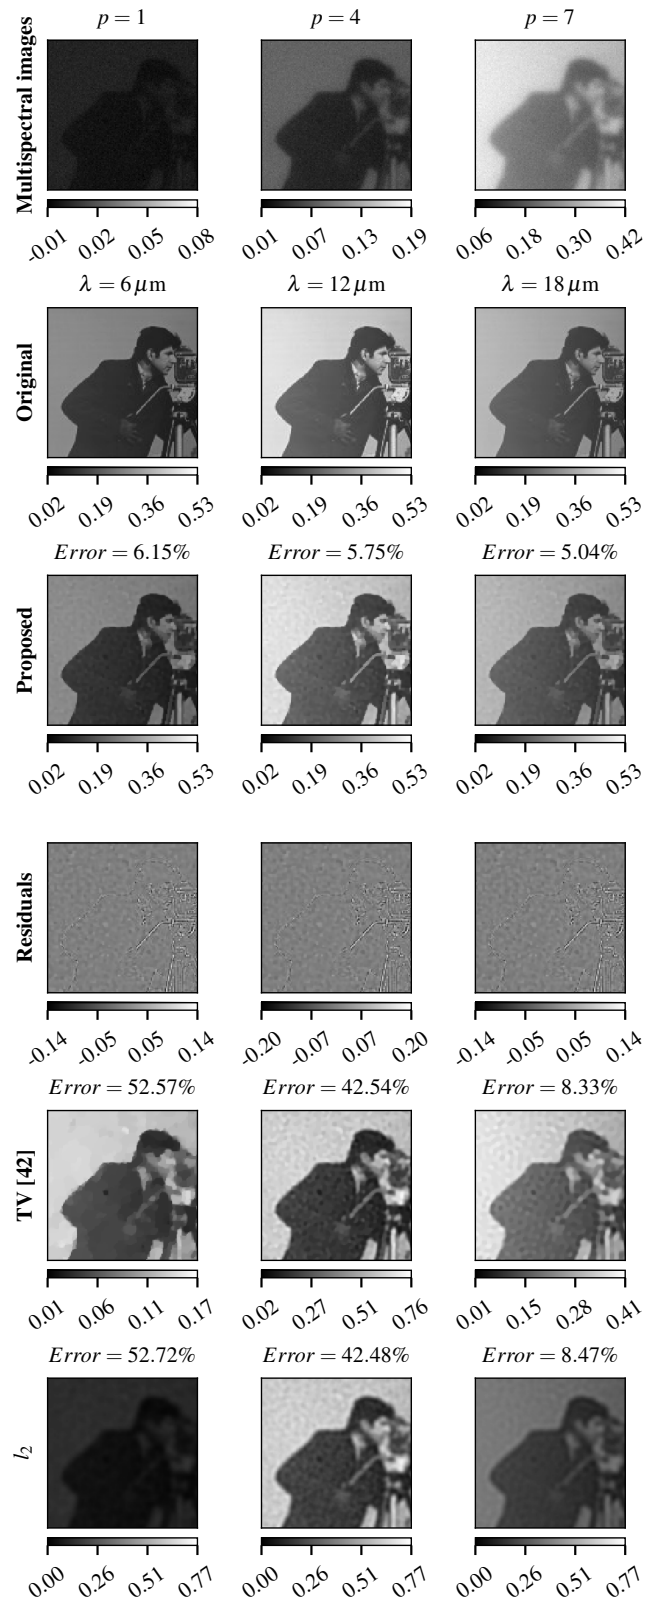 p = 1 p = 4 p = 7
Multispectral images
-0.01 0.02 0.05 0.08 0.01 0.07 0.13 0.19 0.06 0.18 0.30 0.42
λ = 6 μm λ = 12 μm λ = 18 μm
Original
0.02 0.19 0.36 0.53 0.02 0.19 0.36 0.53 0.02 0.19 0.36 0.53
Error = 6.15% Error = 5.75% Error = 5.04%
Proposed
0.02 0.19 0.36 0.53 0.02 0.19 0.36 0.53 0.02 0.19 0.36 0.53
Residuals
-0.14 -0.05 0.05 0.14 -0.20 -0.07 0.07 0.20 -0.14 -0.05 0.05 0.14
Error = 52.57% Error = 42.54% Error = 8.33%
TV [42]
0.01 0.06 0.11 0.17 0.02 0.27 0.51 0.76 0.01 0.15 0.28 0.41
Error = 52.72% Error = 42.48% Error = 8.47%
l₂
0.00 0.26 0.51 0.77 0.00 0.26 0.51 0.77 0.00 0.26 0.51 0.77